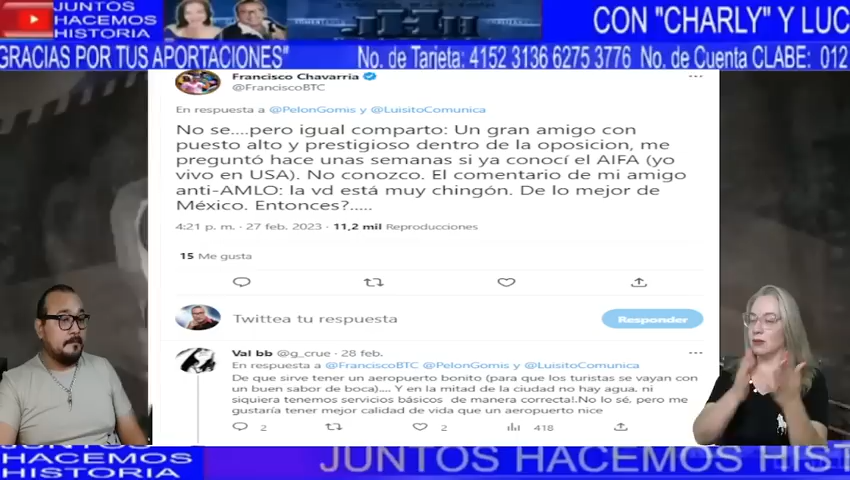 JUNTOS
HACEMOS
HISTORIA
CON "CHARLY" Y LUC
GRACIAS POR TUS APORTACIONES" No. de Tarjeta: 4152 3136 6275 3776 No. de Cuenta CLABE: 012
Francisco Chavarria
@FranciscoBTC
En respuesta a @PelonGomis y @LuisitoComunica
No se....pero igual comparto: Un gran amigo con
puesto alto y prestigioso dentro de la oposicion, me
preguntó hace unas semanas si ya conocí el AIFA (yo
vivo en USA). No conozco. El comentario de mi amigo
anti-AMLO: la vd está muy chingón. De lo mejor de
México. Entonces?.....
4:21 p. m. · 27 feb. 2023 · 11,2 mil Reproducciones
15 Me gusta
Twittea tu respuesta
Responder
Val bb @g_crue · 28 feb.
En respuesta a @FranciscoBTC @PelonGomis y @LuisitoComunica
De que sirve tener un aeropuerto bonito (para que los turistas se vayan con
un buen sabor de boca).... Y en la mitad de la ciudad no hay agua, ni
siquiera tenemos servicios básicos de manera correcta!.No lo sé, pero me
gustaría tener mejor calidad de vida que un aeropuerto nice
2 2 418
JUNTOS
HACEMOS
HISTORIA
JUNTOS HACEMOS HIST